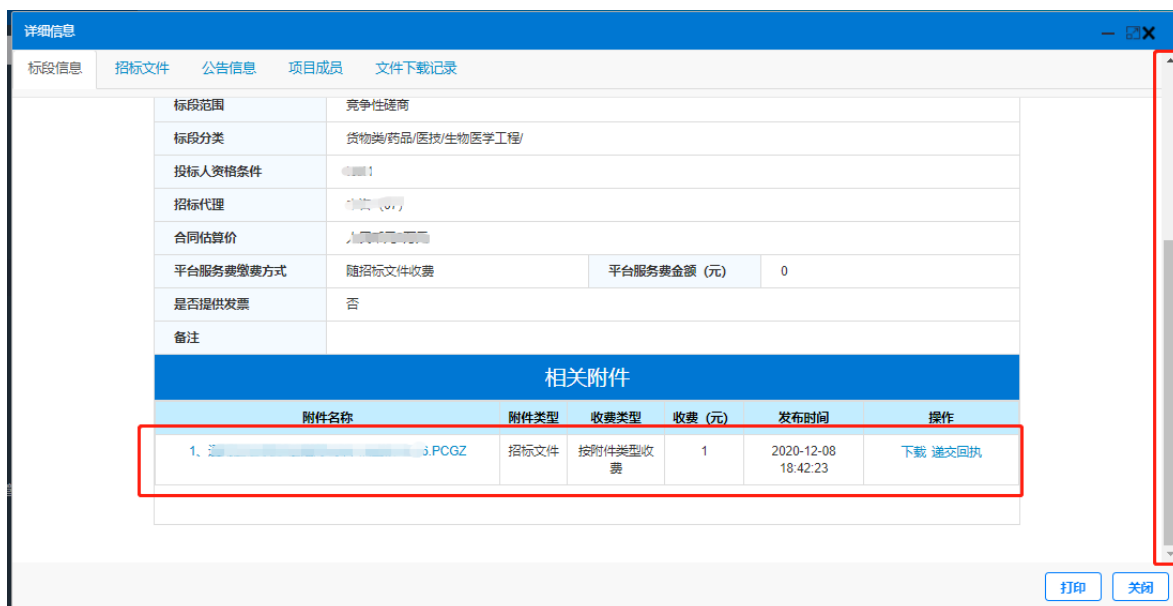 详细信息
标段信息 招标文件 公告信息 项目成员 文件下载记录
标段范围 竞争性磋商
标段分类 货物类/药品/医技/生物医学工程/
投标人资格条件
招标代理
合同估算价
平台服务费缴费方式 随招标文件收费 平台服务费金额（元） 0
是否提供发票 否
备注
相关附件
附件名称 附件类型 收费类型 收费（元） 发布时间 操作
1、 .PCGZ 招标文件 按附件类型收 1 2020-12-08 下载 递交回执
费 18:42:23
打印 关闭